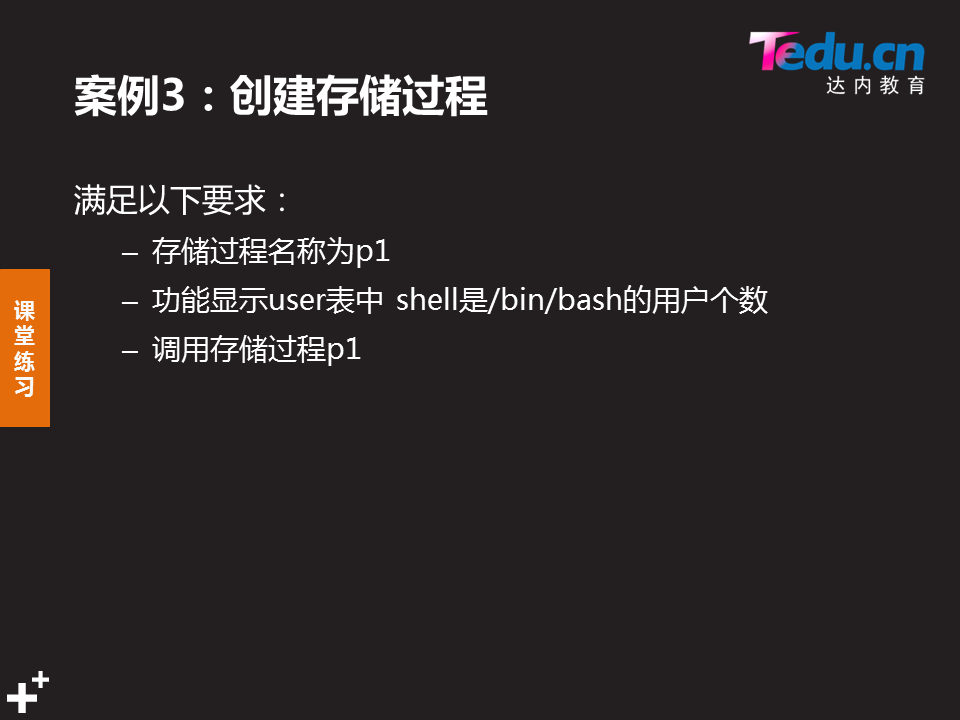 Tedu.cn
达内教育
案例3：创建存储过程
满足以下要求：
– 存储过程名称为p1
– 功能显示user表中 shell是/bin/bash的用户个数
– 调用存储过程p1
课
堂
练
习